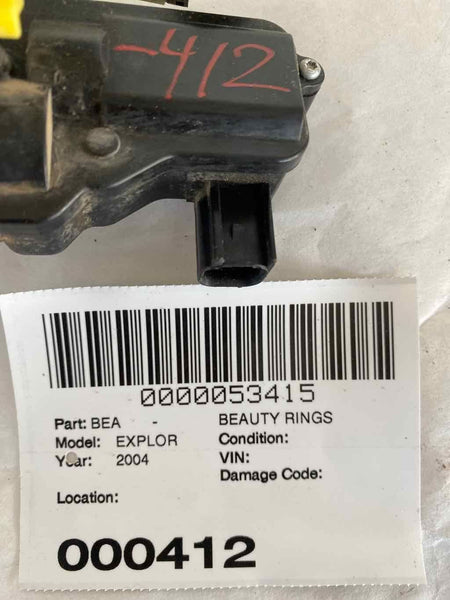 -412
0000053415
Part: BEA - BEAUTY RINGS
Model: EXPLOR Condition:
Year: 2004 VIN:
Damage Code:
Location:
000412